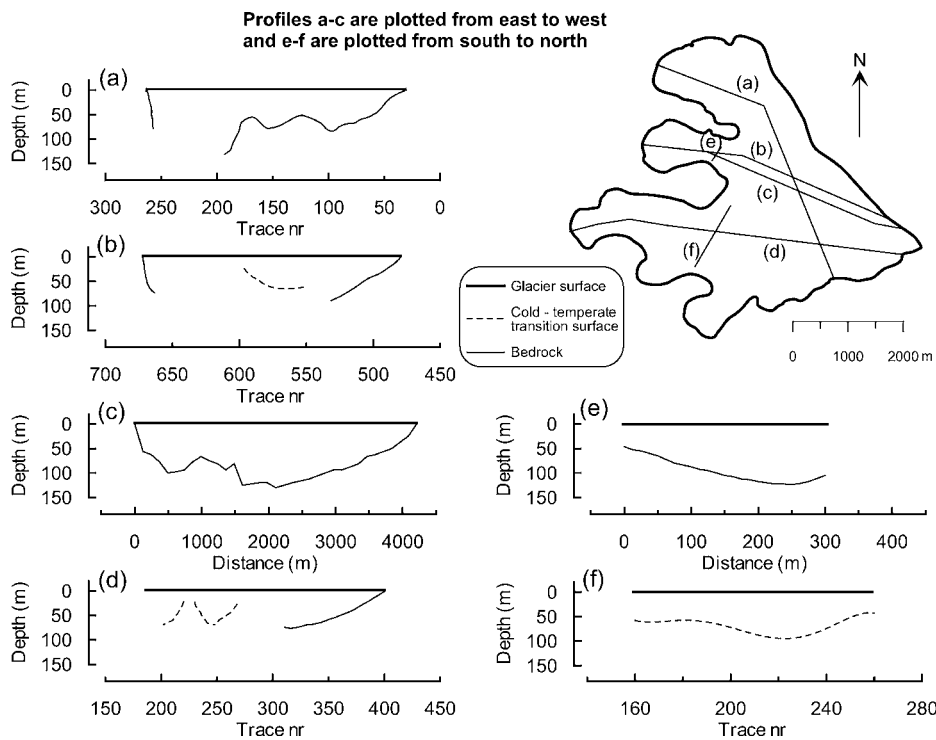 Profiles a-c are plotted from east to west
and e-f are plotted from south to north
(a)
Depth (m)
0
50
100
150
300 250 200 150 100 50 0
Trace nr
(b)
Depth (m)
0
50
100
150
700 650 600 550 500 450
Trace nr
N
(a)
(b)
(c)
(d)
(e)
(f)
0 1000 2000 m
Glacier surface
Cold - temperate
transition surface
Bedrock
(c)
Depth (m)
0
50
100
150
0 1000 2000 3000 4000
Distance (m)
(e)
Depth (m)
0
50
100
150
0 100 200 300 400
Distance (m)
(d)
Depth (m)
0
50
100
150
150 200 250 300 350 400 450
Trace nr
(f)
Depth (m)
0
50
100
150
160 200 240 280
Trace nr